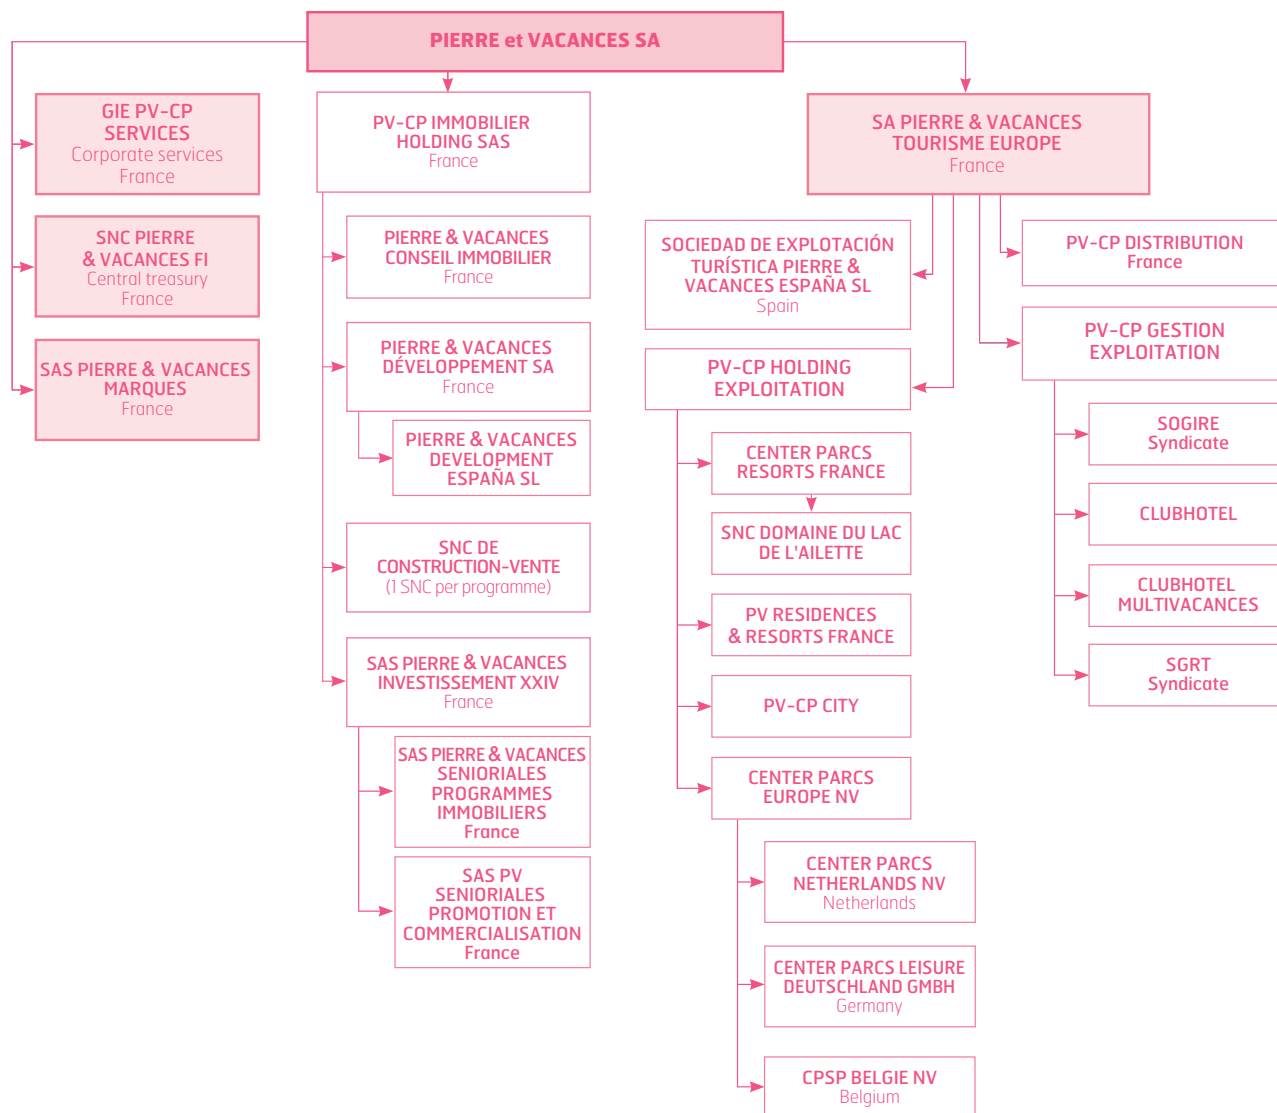 PIERRE et VACANCES SA
GIE PV-CP
SERVICES
Corporate services
France
SNC PIERRE
& VACANCES FI
Central treasury
France
SAS PIERRE & VACANCES
MARQUES
France
PV-CP IMMOBILIER
HOLDING SAS
France
PIERRE & VACANCES
CONSEIL IMMOBILIER
France
PIERRE & VACANCES
DÉVELOPPEMENT SA
France
PIERRE & VACANCES
DEVELOPMENT
ESPAÑA SL
SNC DE
CONSTRUCTION-VENTE
(1 SNC per programme)
SAS PIERRE & VACANCES
INVESTISSEMENT XXIV
France
SAS PIERRE & VACANCES
SENIORIALES
PROGRAMMES
IMMOBILIERS
France
SAS PV
SENIORIALES
PROMOTION ET
COMMERCIALISATION
France
SA PIERRE & VACANCES
TOURISME EUROPE
France
SOCIEDAD DE EXPLOTACIÓN
TURÍSTICA PIERRE &
VACANCES ESPAÑA SL
Spain
PV-CP HOLDING
EXPLOITATION
CENTER PARCS
RESORTS FRANCE
SNC DOMAINE DU LAC
DE L'AILETTE
PV RESIDENCES
& RESORTS FRANCE
PV-CP CITY
CENTER PARCS
EUROPE NV
CENTER PARCS
NETHERLANDS NV
Netherlands
CENTER PARCS LEISURE
DEUTSCHLAND GMBH
Germany
CPSP BELGIE NV
Belgium
PV-CP DISTRIBUTION
France
PV-CP GESTION
EXPLOITATION
SOGIRE
Syndicate
CLUBHOTEL
CLUBHOTEL
MULTIVACANCES
SGRT
Syndicate